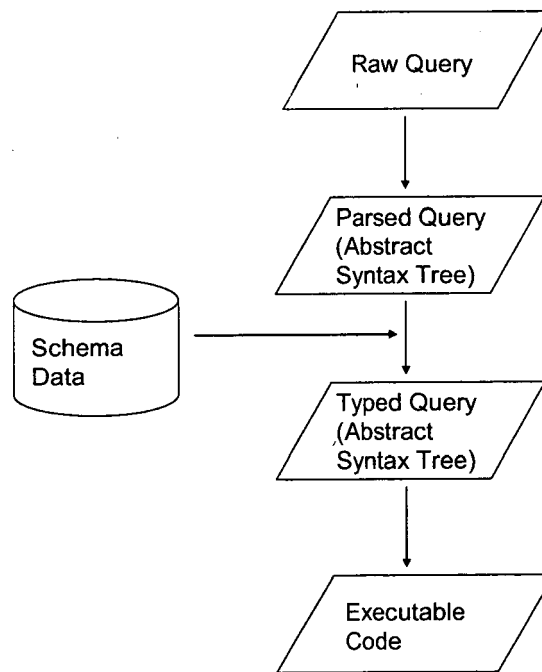 Raw Query
Parsed Query
(Abstract
Syntax Tree)
Schema
Data
Typed Query
(Abstract
Syntax Tree)
Executable
Code